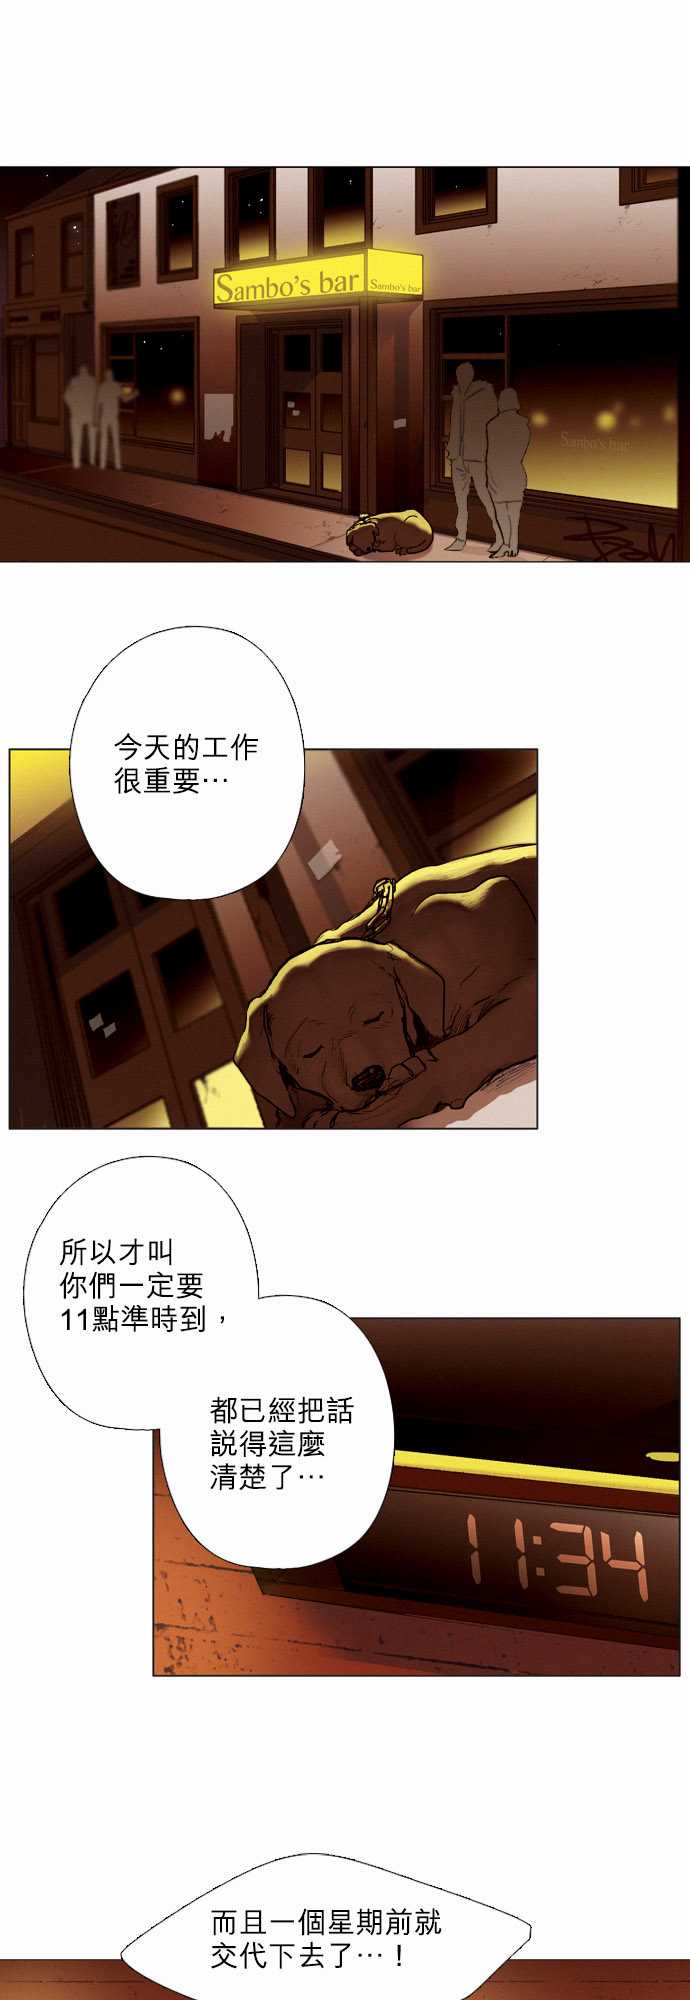 Sambo's bar
Sambo's bar
Sambo's bar
今天的工作
很重要⋯
所以才叫
你們一定要
11點準時到，
都已經把話
說得這麼
清楚了⋯
11:34
而且一個星期前就
交代下去了⋯！